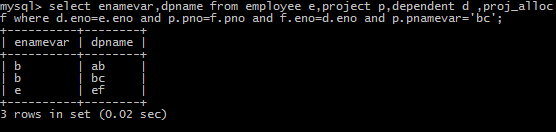 mysql> select enamevar,dpname from employee e,project p,dependent d ,proj_alloc
f where d.eno=e.eno and p.pno=f.pno and f.eno=d.eno and p.pnamevar='bc';
+----------+--------+
| enamevar | dpname |
+----------+--------+
| b        | ab     |
| b        | bc     |
| e        | ef     |
+----------+--------+
3 rows in set (0.02 sec)